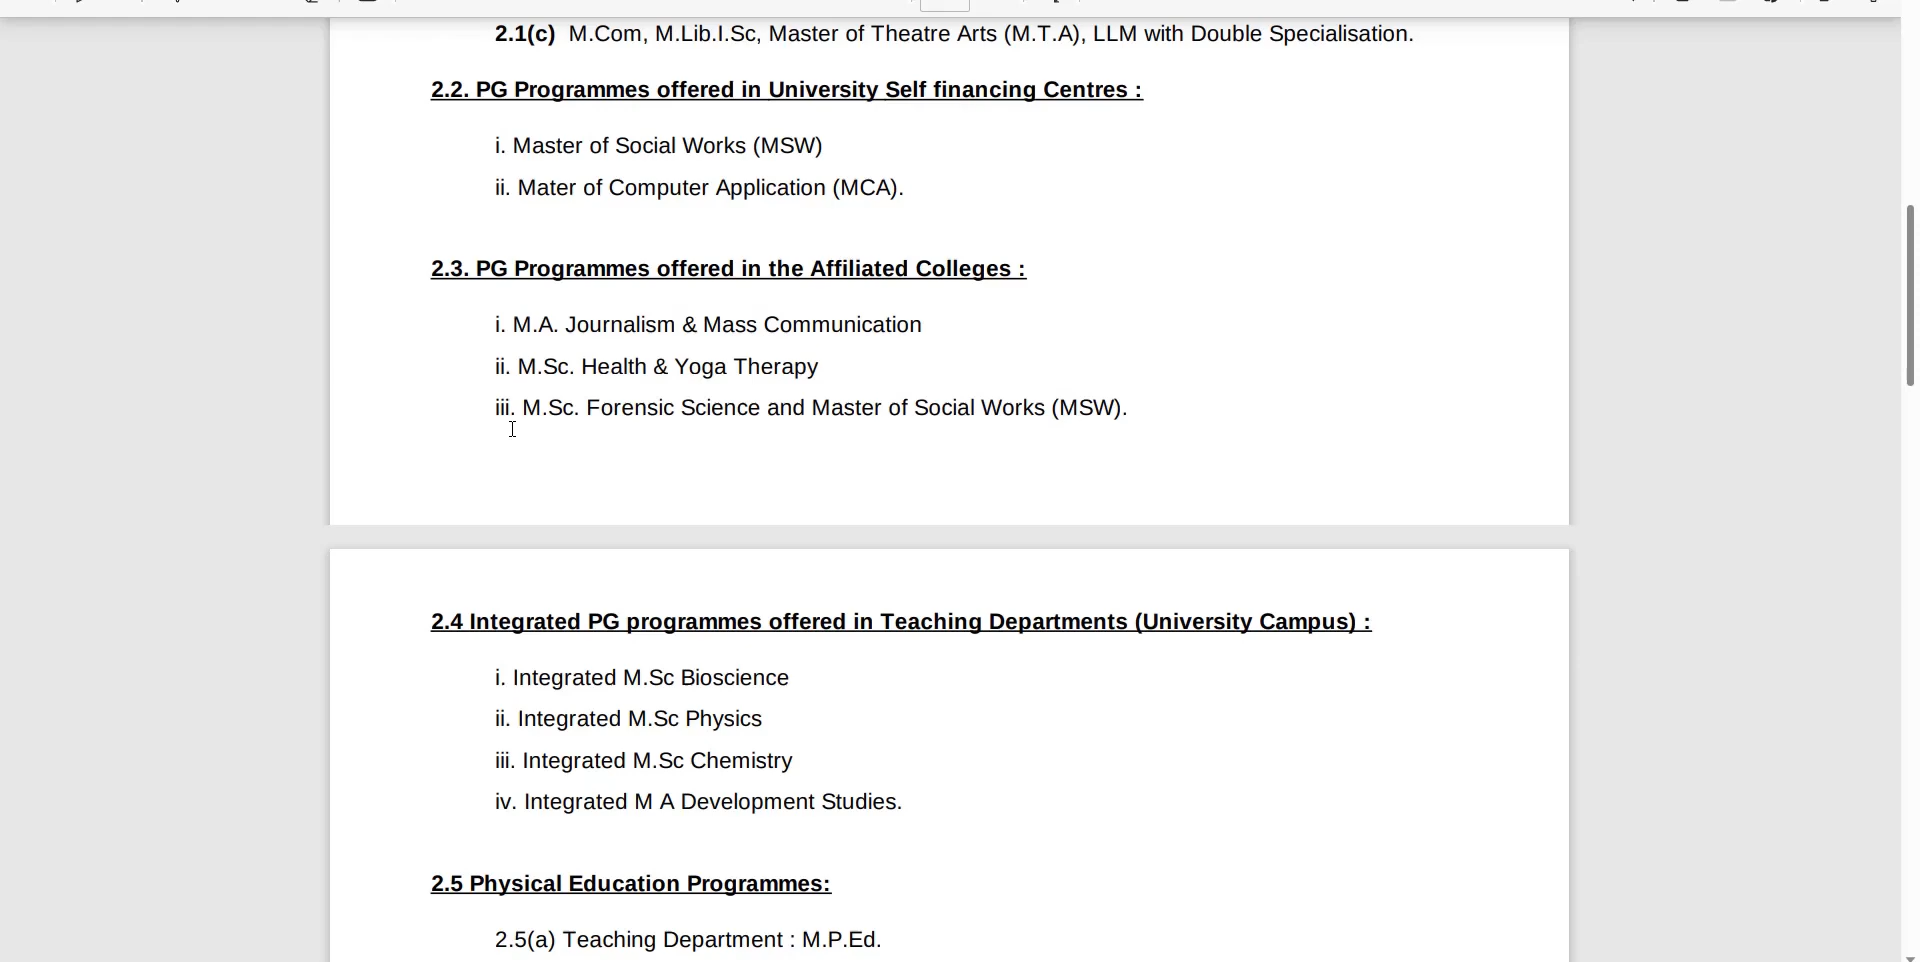 2.1(c) M.Com, M.Lib.I.Sc, Master of Theatre Arts (M.T.A), LLM with Double Specialisation.
2.2. PG Programmes offered in University Self financing Centres :
i. Master of Social Works (MSW)
ii. Mater of Computer Application (MCA).
2.3. PG Programmes offered in the Affiliated Colleges :
i. M.A. Journalism & Mass Communication
ii. M.Sc. Health & Yoga Therapy
iii. M.Sc. Forensic Science and Master of Social Works (MSW).
2.4 Integrated PG programmes offered in Teaching Departments (University Campus) :
i. Integrated M.Sc Bioscience
ii. Integrated M.Sc Physics
iii. Integrated M.Sc Chemistry
iv. Integrated M A Development Studies.
2.5 Physical Education Programmes:
2.5(a) Teaching Department : M.P.Ed.